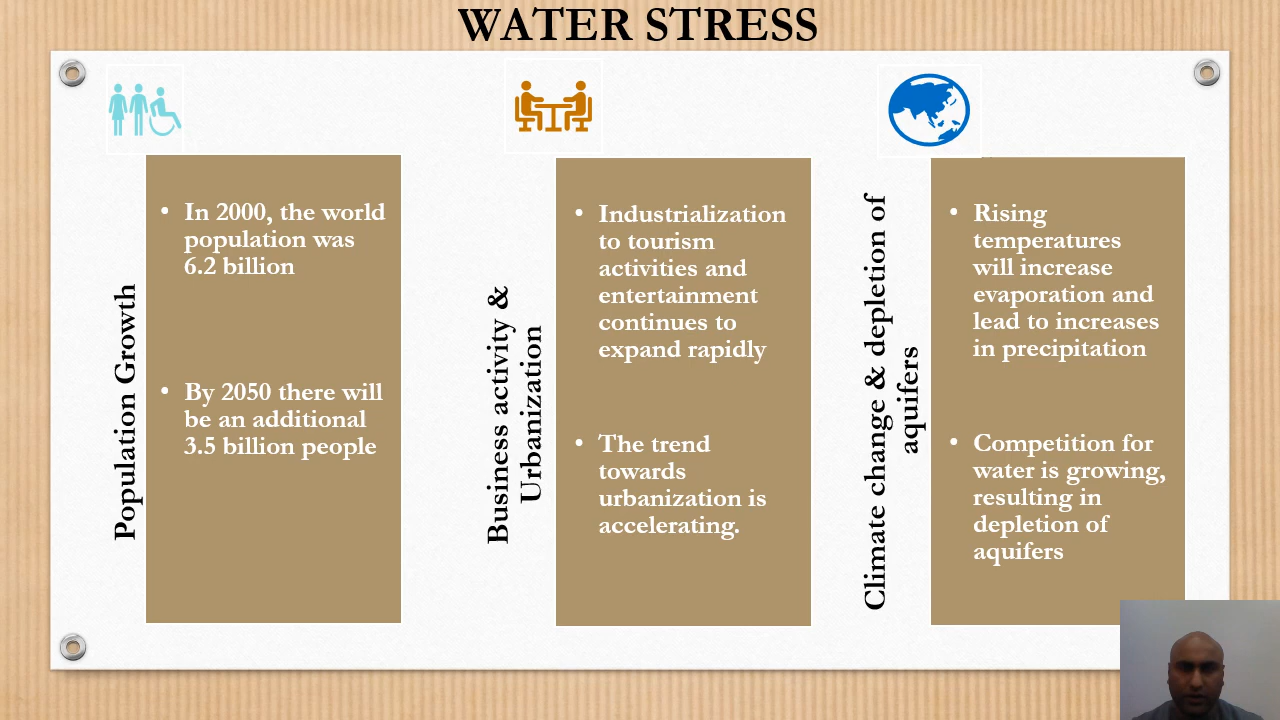 WATER STRESS
Population Growth
• In 2000, the world
population was
6.2 billion
• By 2050 there will
be an additional
3.5 billion people
Business activity &
Urbanization
• Industrialization
to tourism
activities and
entertainment
continues to
expand rapidly
• The trend
towards
urbanization is
accelerating.
Climate change & depletion of
aquifers
• Rising
temperatures
will increase
evaporation and
lead to increases
in precipitation
• Competition for
water is growing,
resulting in
depletion of
aquifers